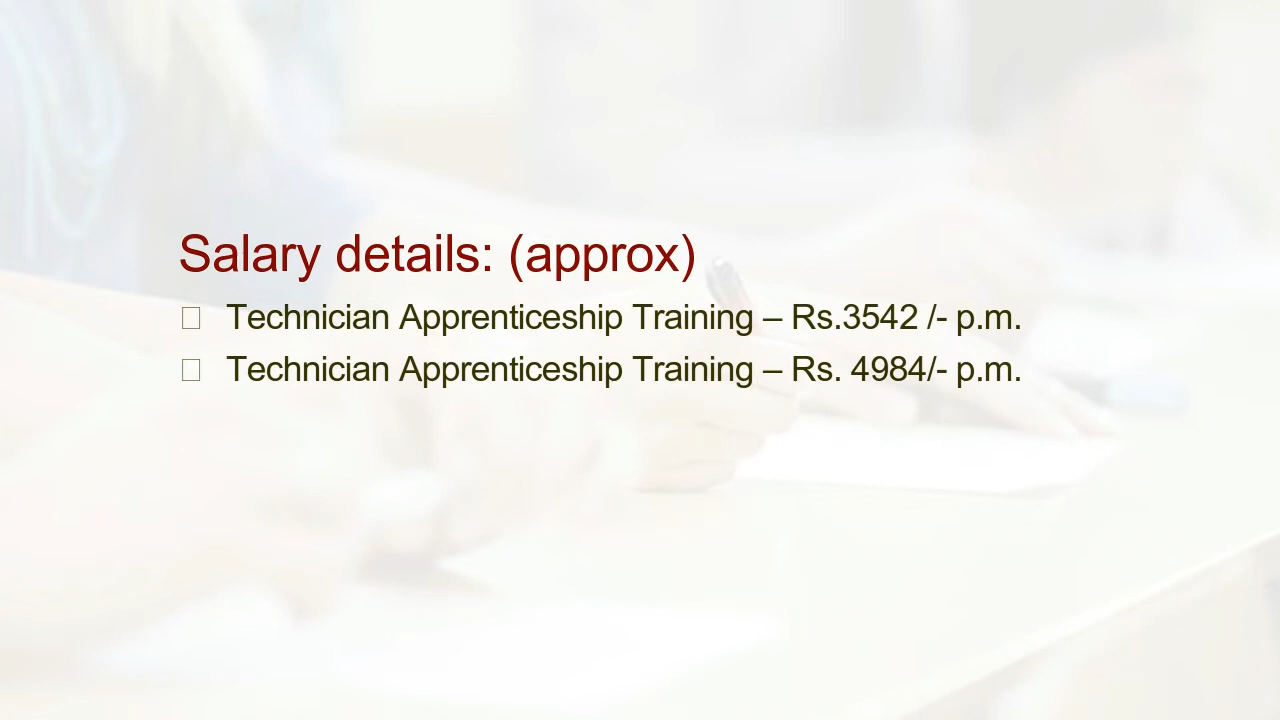 Salary details: (approx)
Technician Apprenticeship Training – Rs.3542 /- p.m.
Technician Apprenticeship Training – Rs. 4984/- p.m.